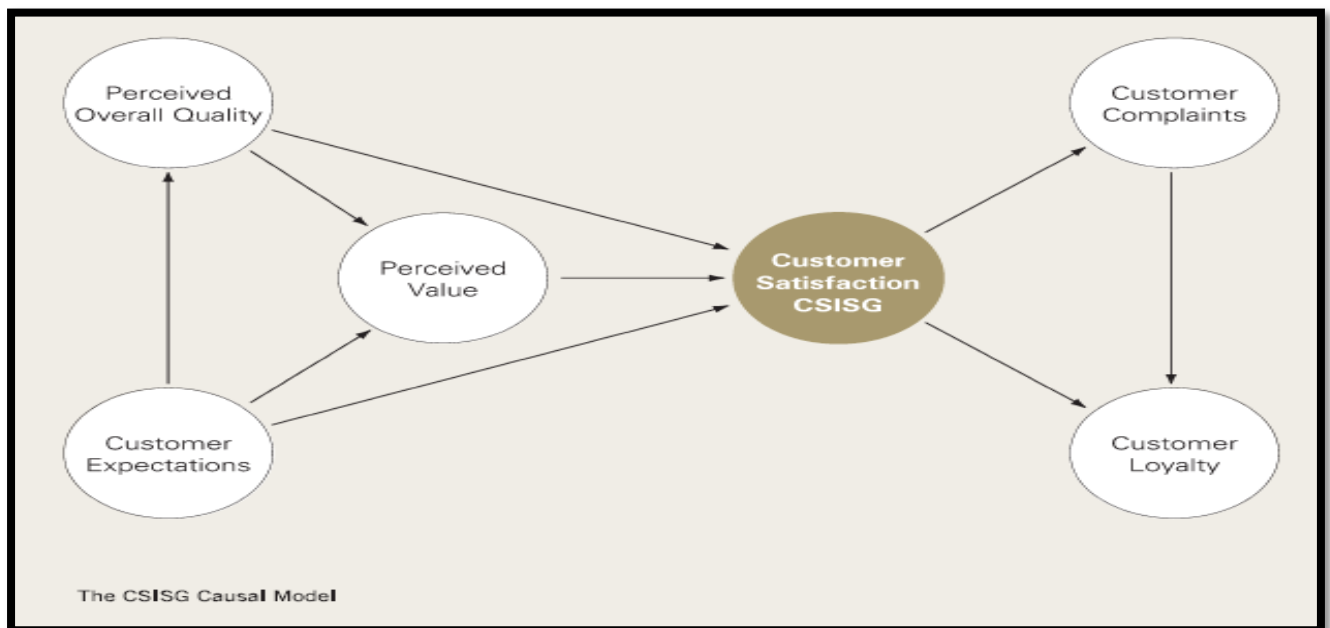 Perceived
Overall Quality
Customer
Complaints
Perceived
Value
Customer
Satisfaction
CSISG
Customer
Expectations
Customer
Loyalty
The CSISG Causal Model